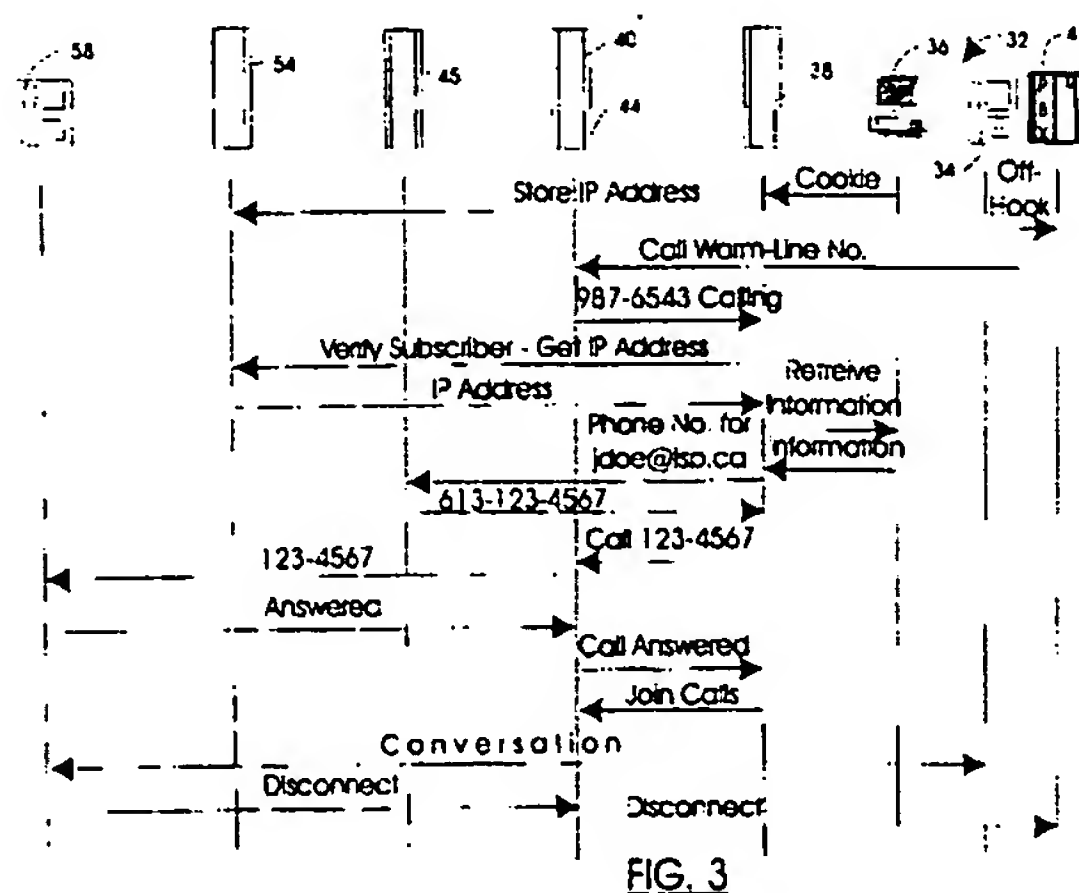 58
54
45
40
44
38
36
32
4
P
B
X
34
Off-
Hook
Cookie
Store IP Address
Call Warm-Line No.
987-6543 Calling
Verify Subscriber - Get IP Address
IP Address
Retreive
Information
Phone No. for
jdoe@isp.ca
Information
613-123-4567
Call 123-4567
123-4567
Answered
Call Answered
Join Calls
Conversation
Disconnect
Disconnect
FIG. 3